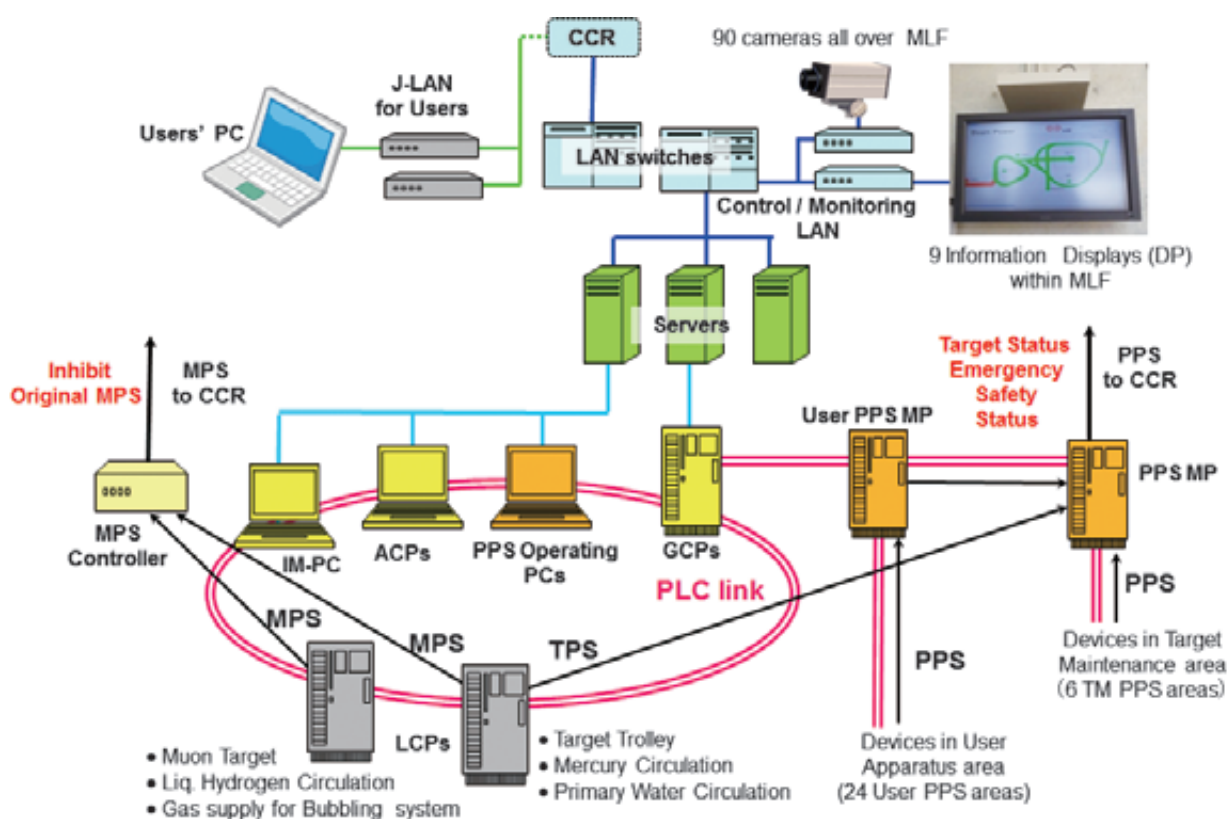 CCR
90 cameras all over MLF
J-LAN
for Users
Users' PC
LAN switches
Control / Monitoring
LAN
9 Information Displays (DP)
within MLF
Servers
Inhibit
Original MPS
MPS
to CCR
Target Status
Emergency
Safety
Status
PPS
to CCR
User PPS MP
PPS MP
MPS
Controller
IM-PC
ACPs
PPS Operating
PCs
GCPs
PLC link
MPS
MPS
TPS
PPS
PPS
Devices in Target
Maintenance area
(6 TM PPS areas)
LCPs
• Muon Target
• Liq. Hydrogen Circulation
• Gas supply for Bubbling system
• Target Trolley
• Mercury Circulation
• Primary Water Circulation
Devices in User
Apparatus area
(24 User PPS areas)